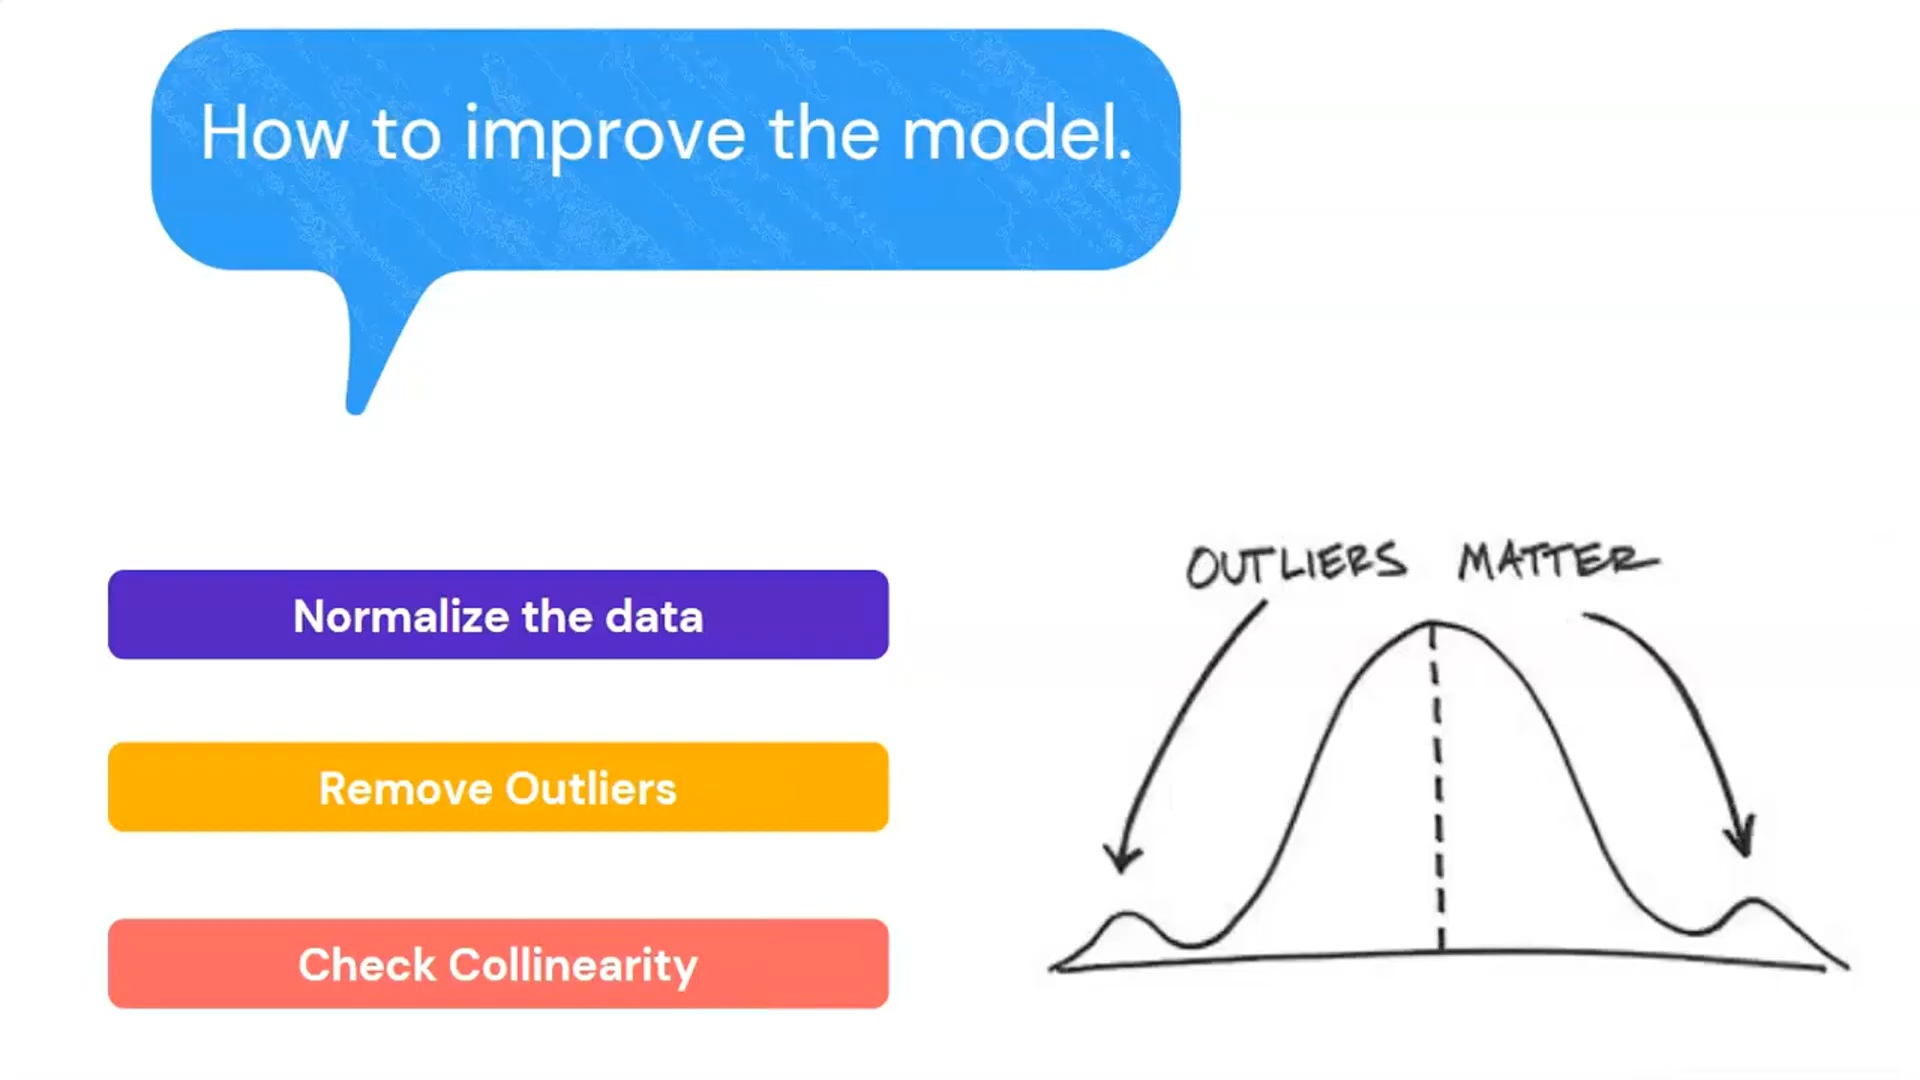 How to improve the model.
Normalize the data
Remove Outliers
Check Collinearity
OUTLIERS MATTER